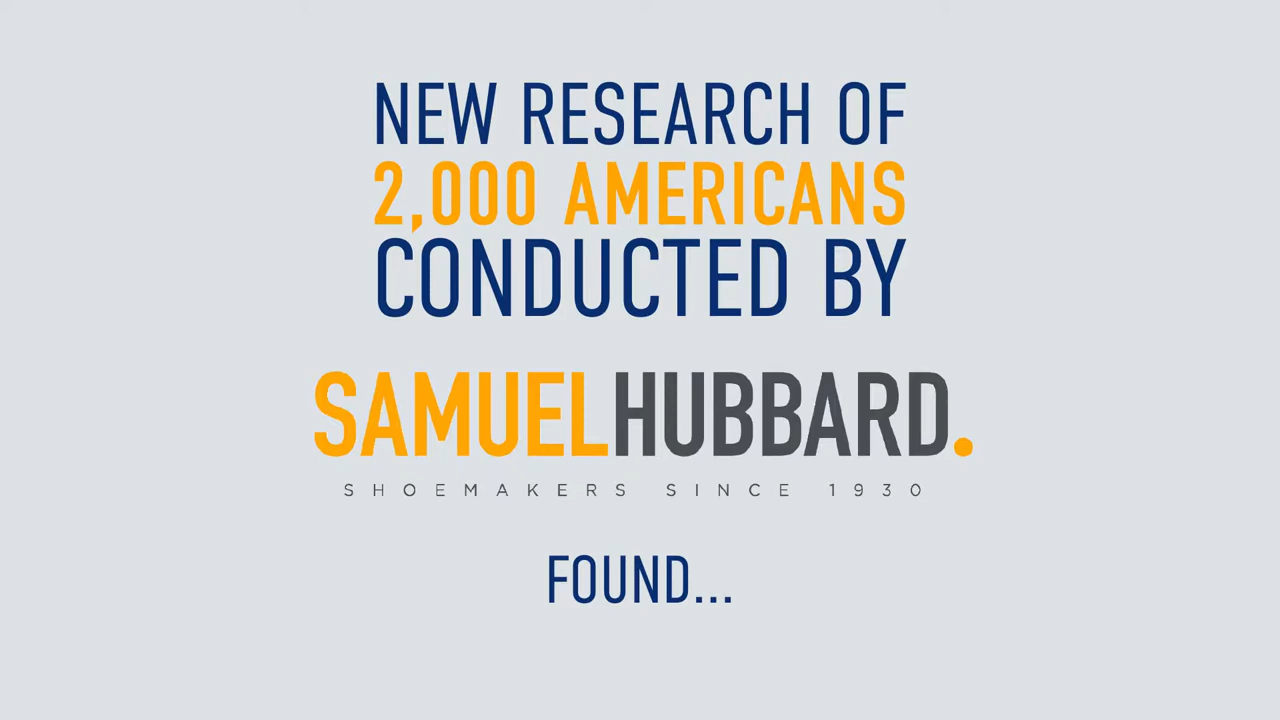 NEW RESEARCH OF
2,000 AMERICANS
CONDUCTED BY
SAMUELHUBBARD.
SHOEMAKERS SINCE 1930
FOUND...